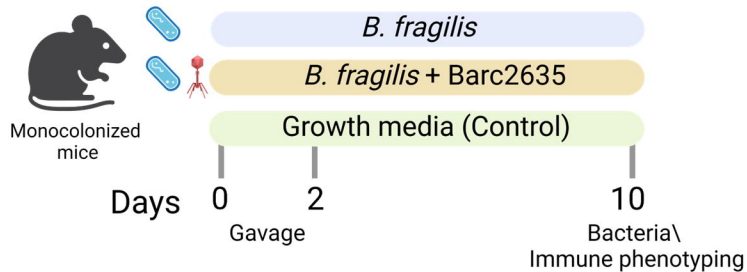 B. fragilis
B. fragilis + Barc2635
Growth media (Control)
Monocolonized
mice
Days 0 2 10
Gavage
Bacteria\
Immune phenotyping